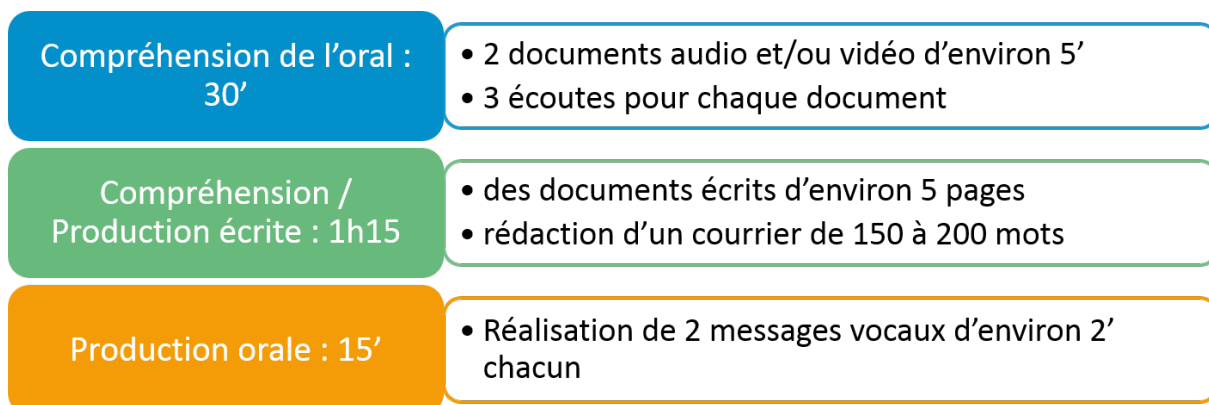 Compréhension de l’oral :
30’
• 2 documents audio et/ou vidéo d’environ 5’
• 3 écoutes pour chaque document
Compréhension /
Production écrite : 1h15
• des documents écrits d’environ 5 pages
• rédaction d’un courrier de 150 à 200 mots
Production orale : 15’
• Réalisation de 2 messages vocaux d’environ 2’
chacun